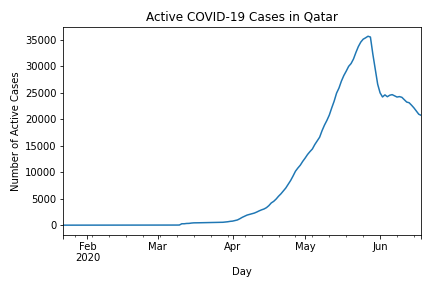 Active COVID-19 Cases in Qatar
Number of Active Cases
35000
30000
25000
20000
15000
10000
5000
0
Feb Mar Apr May Jun
2020
Day